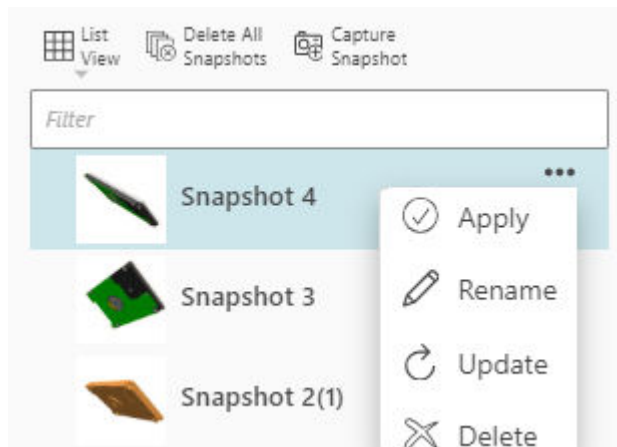 List View
Delete All Snapshots
Capture Snapshot
Filter
Snapshot 4
Apply
Rename
Snapshot 3
Update
Snapshot 2(1)
Delete